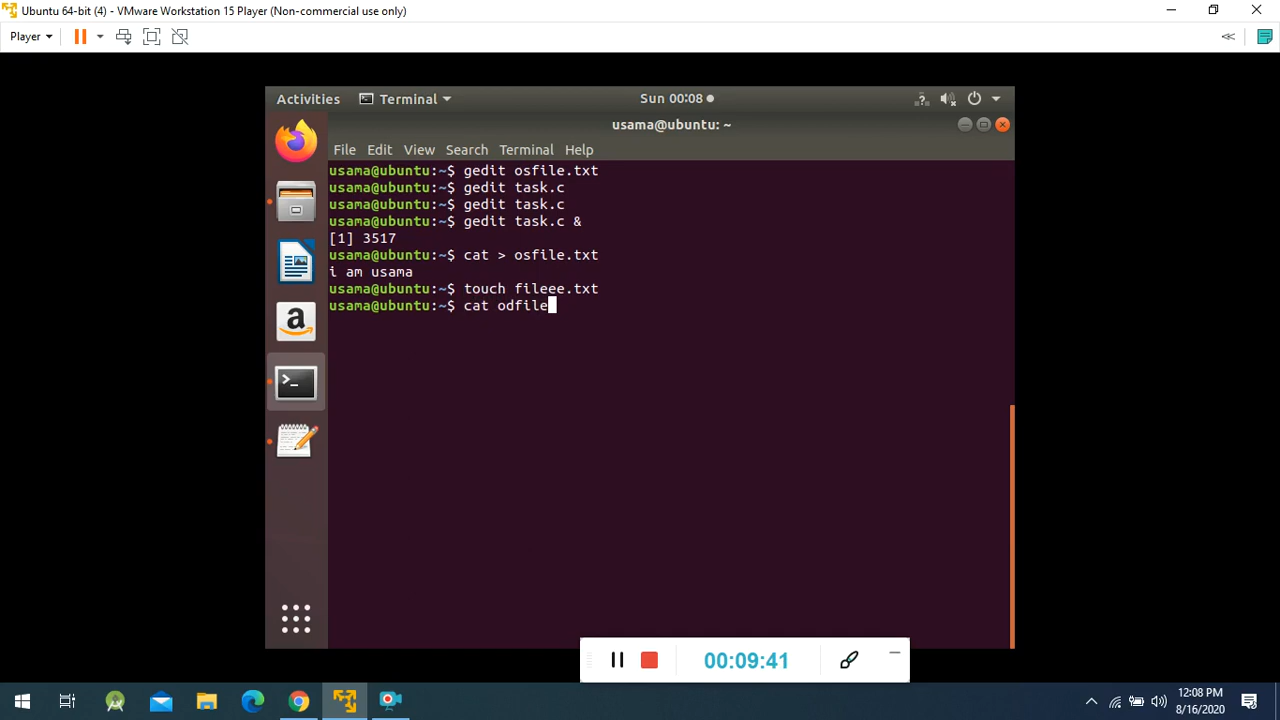 Ubuntu 64-bit (4) - VMware Workstation 15 Player (Non-commercial use only)
Player
Activities
Terminal
Sun 00:08
usama@ubuntu: ~
File Edit View Search Terminal Help
usama@ubuntu:~$ gedit osfile.txt
usama@ubuntu:~$ gedit task.c
usama@ubuntu:~$ gedit task.c
usama@ubuntu:~$ gedit task.c &
[1] 3517
usama@ubuntu:~$ cat > osfile.txt
i am usama
usama@ubuntu:~$ touch fileee.txt
usama@ubuntu:~$ cat odfile
00:09:41
12:08 PM
8/16/2020